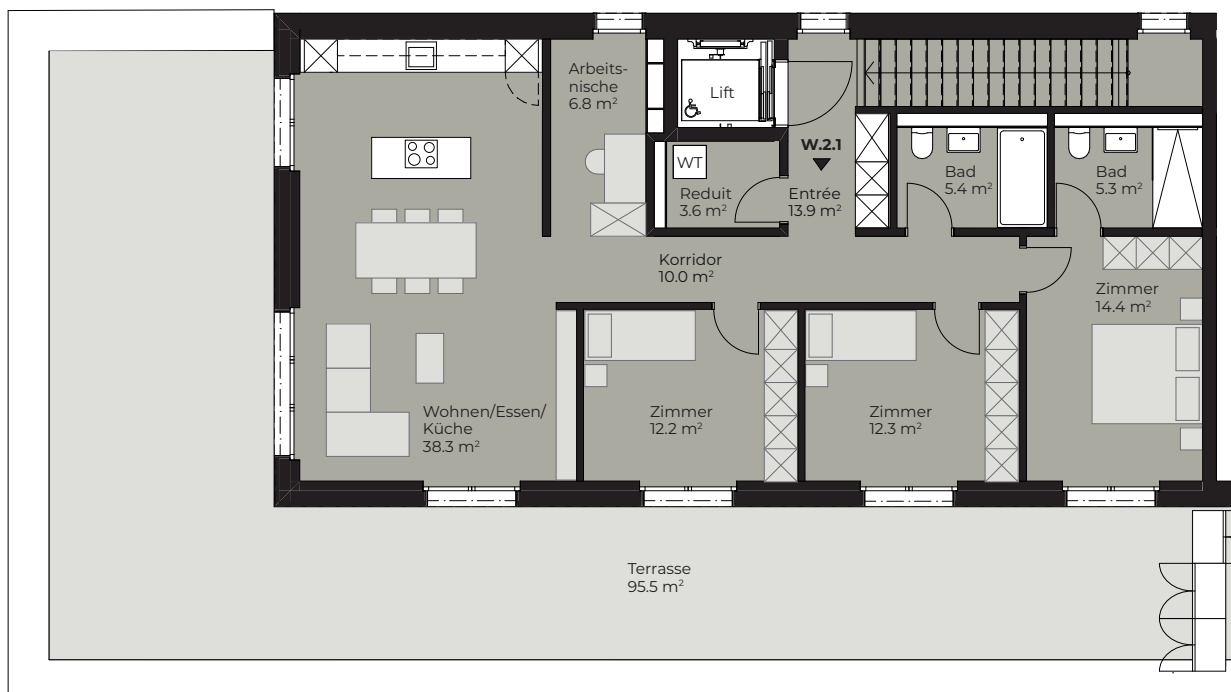 Arbeits-
nische
6.8 m²
Lift
WT
Reduit
3.6 m²
W.2.1
Entrée
13.9 m²
Bad
5.4 m²
Bad
5.3 m²
Korridor
10.0 m²
Zimmer
14.4 m²
Wohnen/Essen/
Küche
38.3 m²
Zimmer
12.2 m²
Zimmer
12.3 m²
Terrasse
95.5 m²